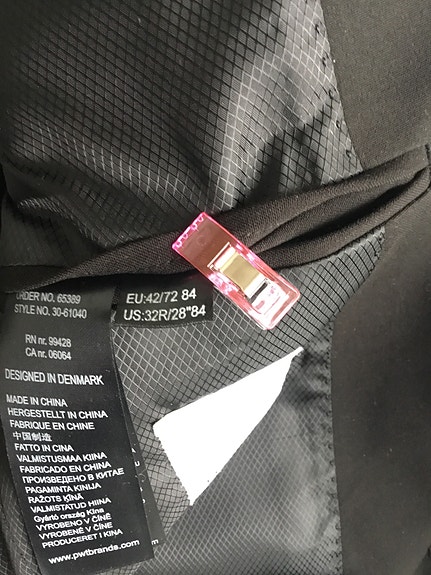 ORDER NO. 65389
STYLE NO. 30-61040
RN nr. 99428
CA nr. 06064
DESIGNED IN DENMARK
MADE IN CHINA
HERGESTELLT IN CHINA
FABRIQUE EN CHINE
中国制造
FATTO IN CINA
VALMISTUSMAA KIINA
FABRICADO EN CHINA
ПРОИЗВЕДЕНО В КИТАЕ
PAGAMINTA KINIJA
RAŽOTS ĶĪNĀ
VALMISTATUD HIINA
Gyártó ország Kína
VYROBENO V ČÍNĚ
VYROBENÉ V ČÍNE
PRODUCERET I KINA
www.pwtbrands.com
EU:42/72 84
US:32R/28"84